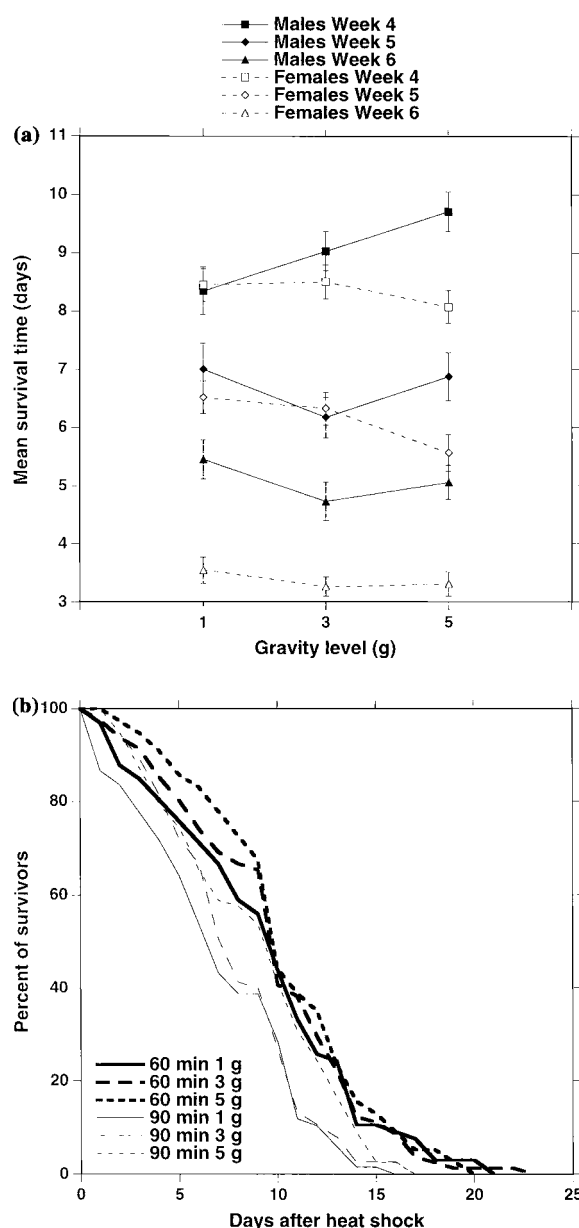 Males Week 4
Males Week 5
Males Week 6
Females Week 4
Females Week 5
Females Week 6
(a)
11
10
9
8
7
6
5
4
3
Mean survival time (days)
1
3
5
Gravity level (g)
(b)
100
80
60
40
20
0
Percent of survivors
60 min 1 g
60 min 3 g
60 min 5 g
90 min 1 g
90 min 3 g
90 min 5 g
0
5
10
15
20
25
Days after heat shock